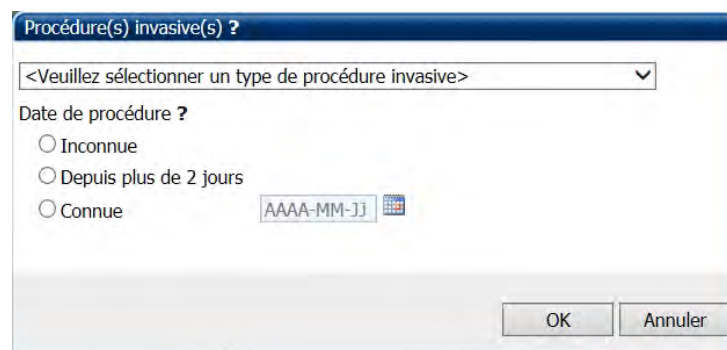 Procédure(s) invasive(s) ?
<Veuillez sélectionner un type de procédure invasive>
Date de procédure ?
Inconnue
Depuis plus de 2 jours
Connue AAAA-MM-JJ
OK Annuler